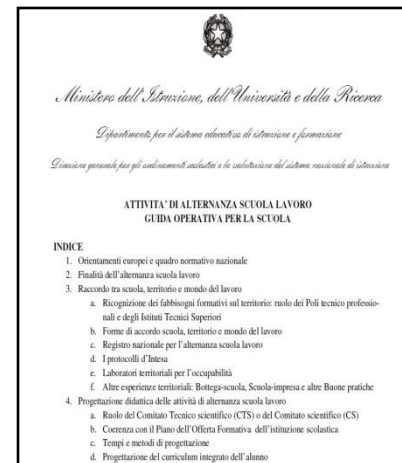 Ministero dell'Istruzione, dell'Università e della Ricerca
Dipartimento per il sistema educativo di istruzione e formazione
Direzione generale per gli ordinamenti scolastici e la valutazione del sistema nazionale di istruzione
ATTIVITA' DI ALTERNANZA SCUOLA LAVORO
GUIDA OPERATIVA PER LA SCUOLA
INDICE
1. Orientamenti europei e quadro normativo nazionale
2. Finalità dell'alternanza scuola lavoro
3. Raccordo tra scuola, territorio e mondo del lavoro
a. Ricognizione dei fabbisogni formativi sul territorio: ruolo dei Poli tecnico professio-
nali e degli Istituti Tecnici Superiori
b. Forme di accordo scuola, territorio e mondo del lavoro
c. Registro nazionale per l'alternanza scuola lavoro
d. I protocolli d'Intesa
e. Laboratori territoriali per l'occupabilità
f. Altre esperienze territoriali: Bottega-scuola, Scuola-impresa e altre Buone pratiche
4. Progettazione didattica delle attività di alternanza scuola lavoro
a. Ruolo del Comitato Tecnico scientifico (CTS) o del Comitato scientifico (CS)
b. Coerenza con il Piano dell'Offerta Formativa dell'istituzione scolastica
c. Tempi e metodi di progettazione
d. Progettazione del curriculum integrato dell'alunno